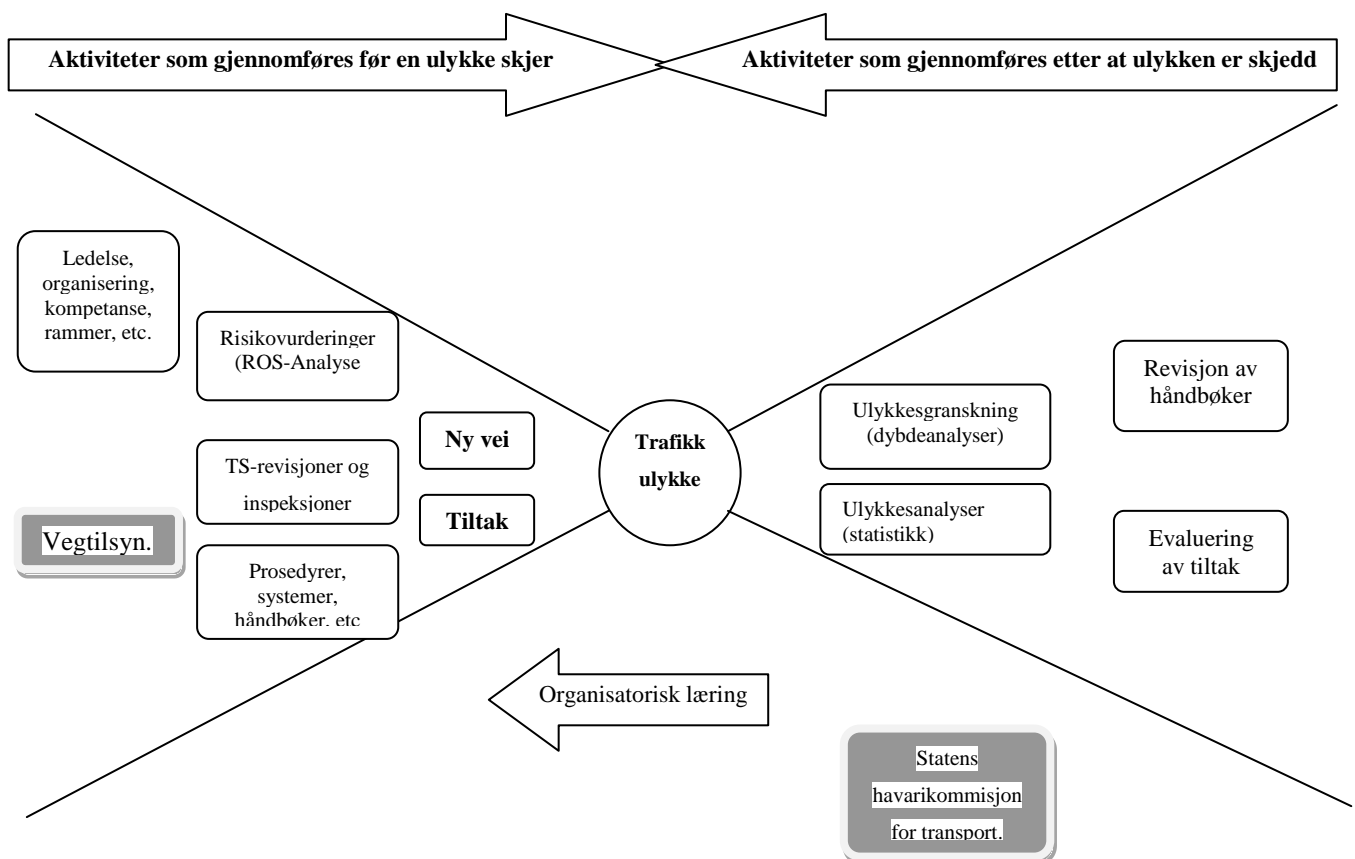 Aktiviteter som gjennomføres før en ulykke skjer
Aktiviteter som gjennomføres etter at ulykken er skjedd
Ledelse,
organisering,
kompetanse,
rammer, etc.
Risikovurderinger
(ROS-Analyse
TS-revisjoner og
inspeksjoner
Vegtilsyn.
Prosedyrer,
systemer,
håndbøker, etc
Ny vei
Tiltak
Trafikk
ulykke
Ulykkesgranskning
(dybdeanalyser)
Ulykkesanalyser
(statistikk)
Revisjon av
håndbøker
Evaluering
av tiltak
Organisatorisk læring
Statens
havarikommisjon
for transport.